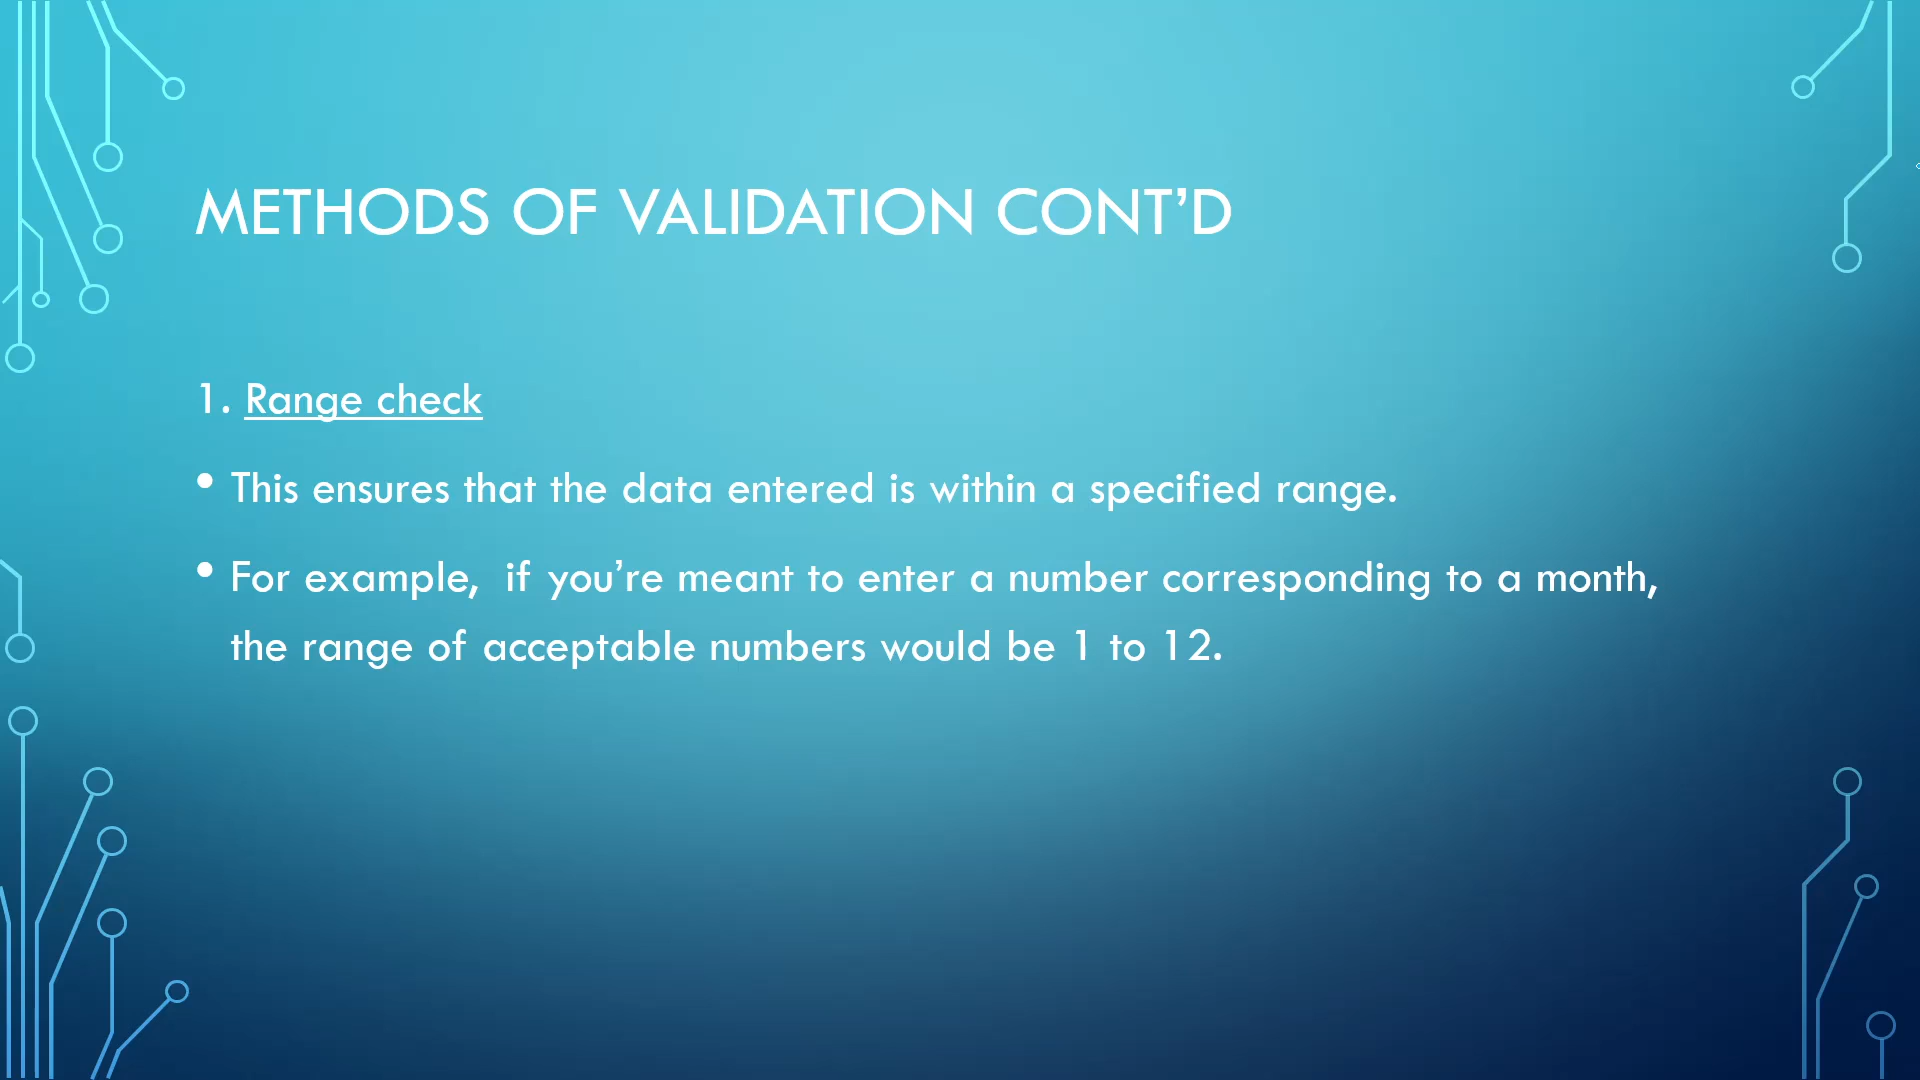 METHODS OF VALIDATION CONT’D
1. Range check
• This ensures that the data entered is within a specified range.
• For example,  if you’re meant to enter a number corresponding to a month,
the range of acceptable numbers would be 1 to 12.